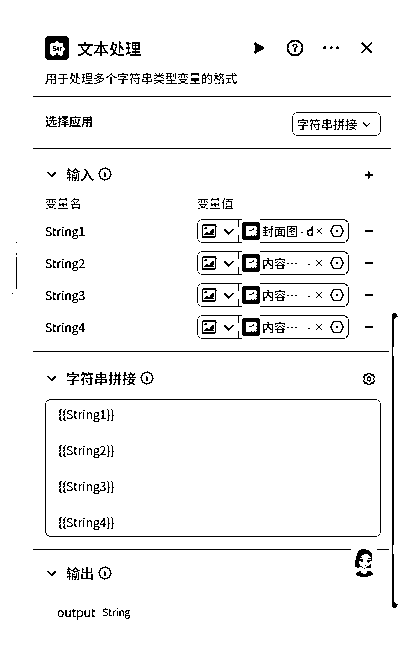 文本处理
用于处理多个字符串类型变量的格式
选择应用 字符串拼接
输入
变量名 变量值
String1 封面图 - d
String2 内容… -
String3 内容… -
String4 内容… -
字符串拼接
{{String1}}
{{String2}}
{{String3}}
{{String4}}
输出
output String